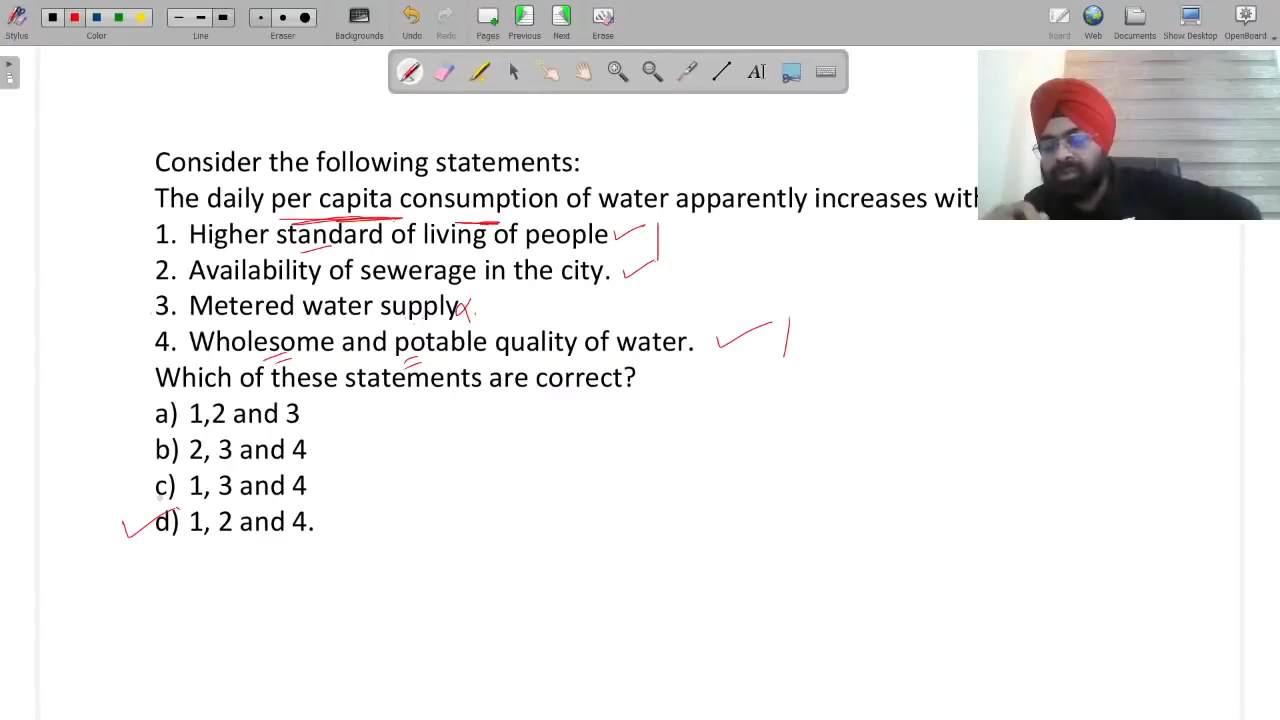 Stylus
Color
Line
Eraser
Backgrounds
Undo
Redo
Pages
Previous
Next
Erase
Board
Web
Documents
Show Desktop
OpenBoard
Consider the following statements:
The daily per capita consumption of water apparently increases with
1. Higher standard of living of people
2. Availability of sewerage in the city.
3. Metered water supply
4. Wholesome and potable quality of water.
Which of these statements are correct?
a) 1,2 and 3
b) 2, 3 and 4
c) 1, 3 and 4
d) 1, 2 and 4.